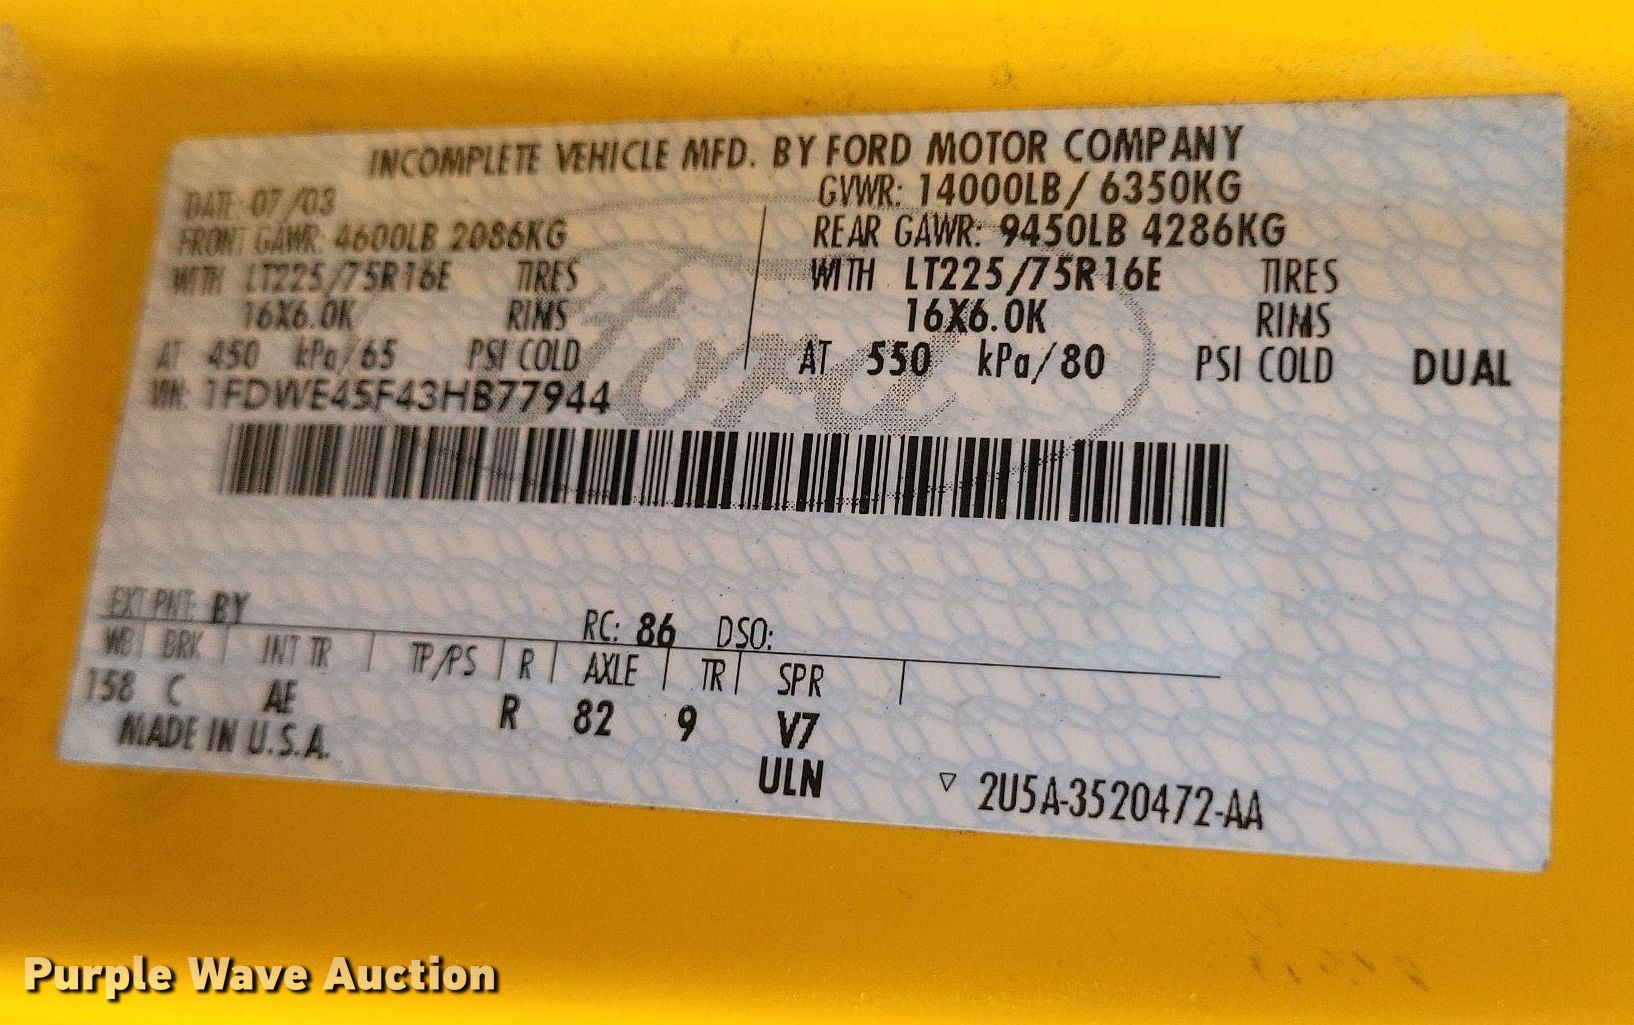 INCOMPLETE VEHICLE MFD. BY FORD MOTOR COMPANY
DATE: 07/03 GVWR: 14000LB/ 6350KG
FRONT GAWR: 4600LB 2086KG REAR GAWR: 9450LB 4286KG
WITH LT225/75R16E TIRES WITH LT225/75R16E TIRES
16X6.0K RIMS 16X6.0K RIMS
AT 450 kPa/65 PSI COLD AT 550 kPa/80 PSI COLD DUAL
VIN: 1FDWE45F43HB77944
Ford
EXT PNT: BY RC: 86 DSO:
WB BRK INT TR TP/PS R AXLE TR SPR
158 C AE R 82 9 V7
MADE IN U.S.A. ULN ▽ 2U5A-3520472-AA
Purple Wave Auction